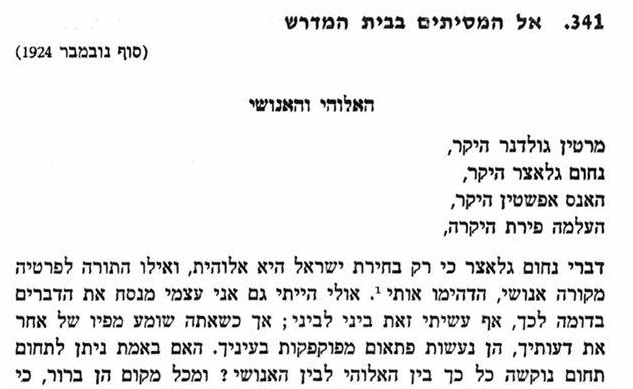 341. אל המסיתים בבית המדרש
(סוף נובמבר 1924)
האלוהי והאנושי
מרטין גולדנר היקר,
נחום גלאצר היקר,
האנס אפשטין היקר,
העלמה פירת היקרה,
דברי נחום גלאצר כי רק בחירת ישראל היא אלוהית, ואילו התורה לפרטיה
מקורה אנושי, הדהימו אותי¹. אולי הייתי גם אני עצמי מנסח את הדברים
בדומה לכך, אף עשיתי זאת ביני לביני; אך כשאתה שומע מפיו של אחר
את דעותיך, הן נעשות פתאום מפוקפקות בעיניך. האם באמת ניתן לתחום
תחום נוקשה כל כך בין האלוהי לבין האנושי? ומכל מקום הן ברור, כי